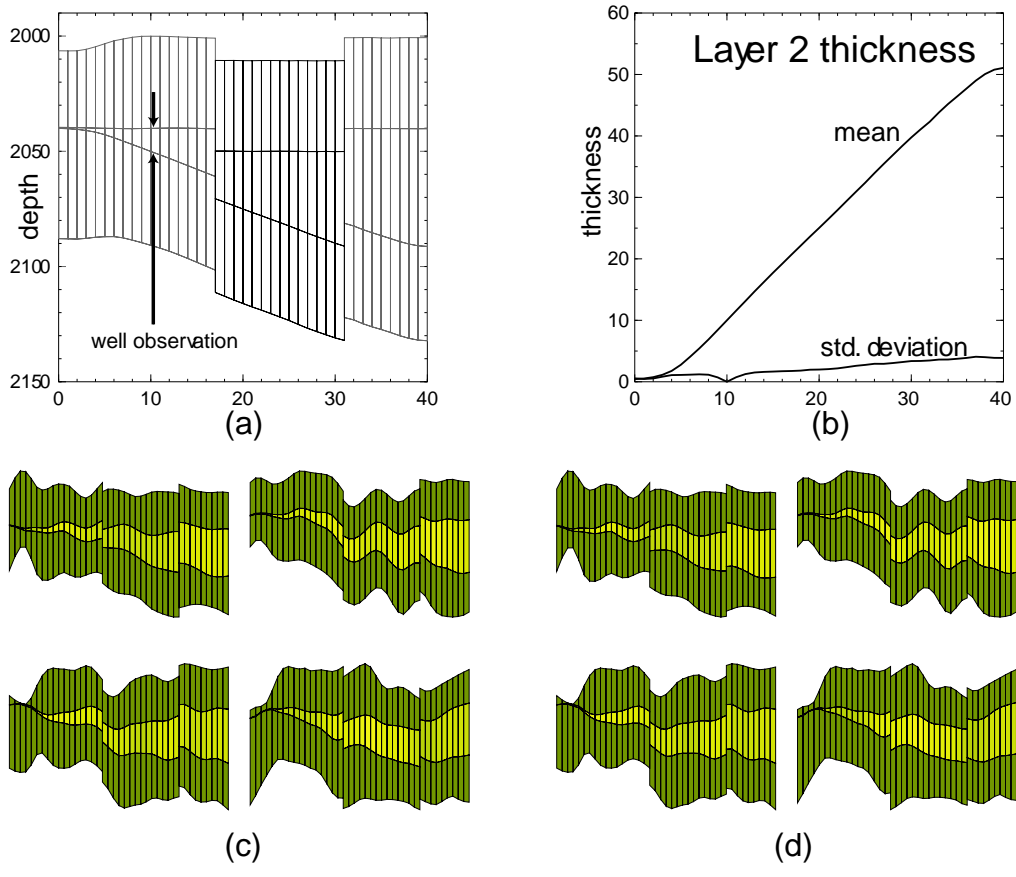 2000
2050
2100
2150
depth
well observation
0 10 20 30 40
(a)
60
50
40
30
20
10
0
thickness
Layer 2 thickness
mean
std. deviation
0 10 20 30 40
(b)
(c)
(d)